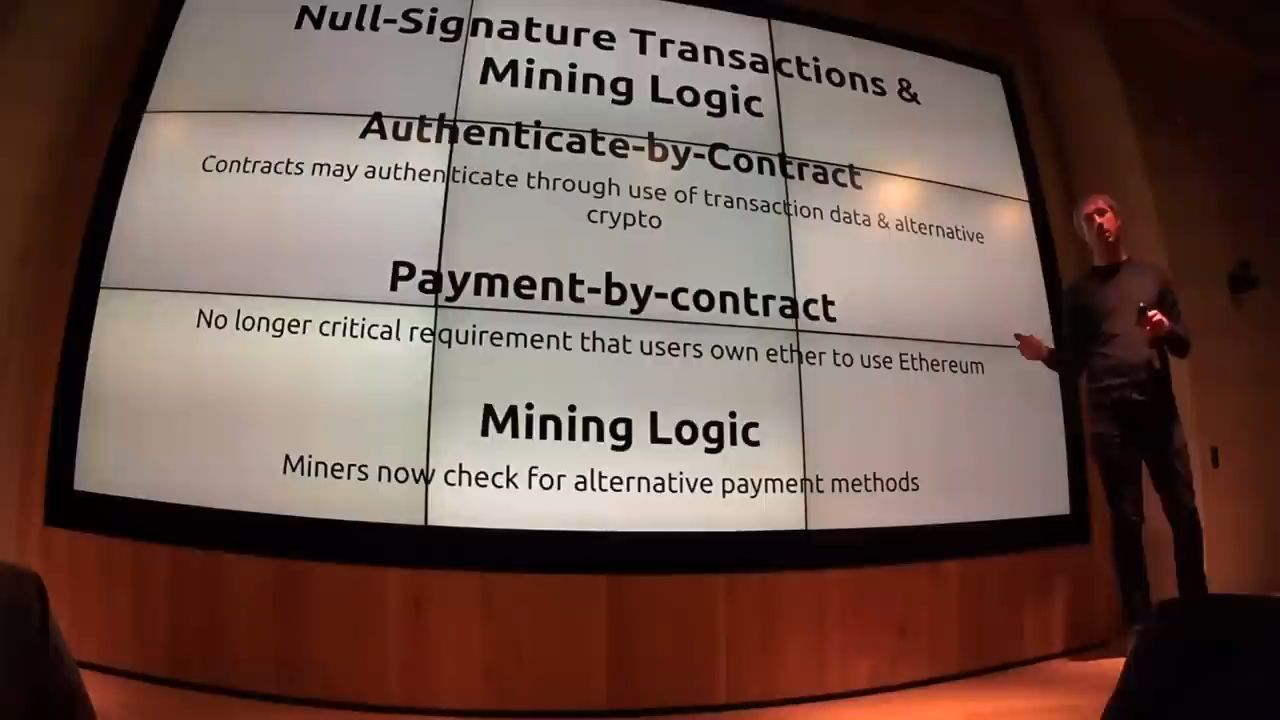 Null-Signature Transactions &
Mining Logic
Authenticate-by-Contract
Contracts may authenticate through use of transaction data & alternative
crypto
Payment-by-contract
No longer critical requirement that users own ether to use Ethereum
Mining Logic
Miners now check for alternative payment methods